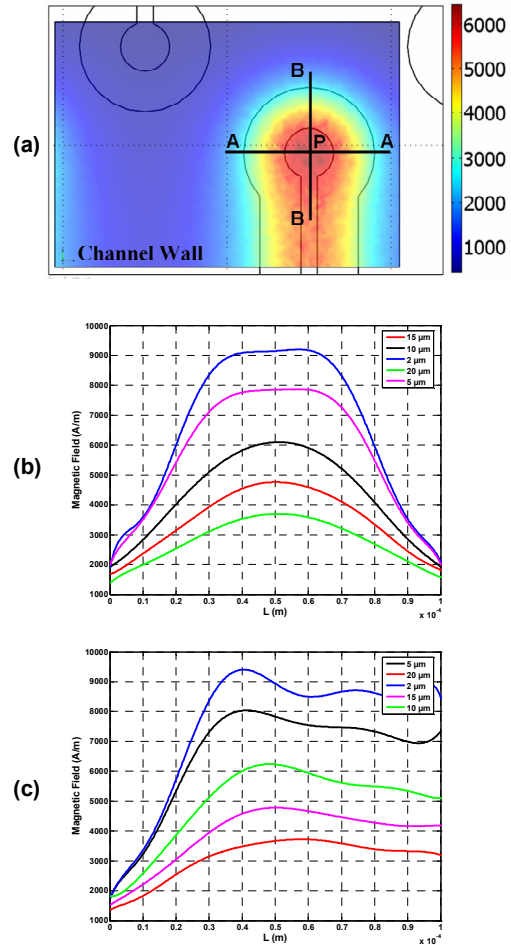 (a)
B
A
P
A
B
Channel Wall
6000
5000
4000
3000
2000
1000
(b)
Magnetic Field (A/m)
10000
9000
8000
7000
6000
5000
4000
3000
2000
1000
15 µm
10 µm
2 µm
20 µm
5 µm
0 0.1 0.2 0.3 0.4 0.5 0.6 0.7 0.8 0.9 1
L (m)
x 10⁻⁴
(c)
Magnetic Field (A/m)
10000
9000
8000
7000
6000
5000
4000
3000
2000
1000
5 µm
20 µm
2 µm
15 µm
10 µm
0 0.1 0.2 0.3 0.4 0.5 0.6 0.7 0.8 0.9 1
L (m)
x 10⁻⁴